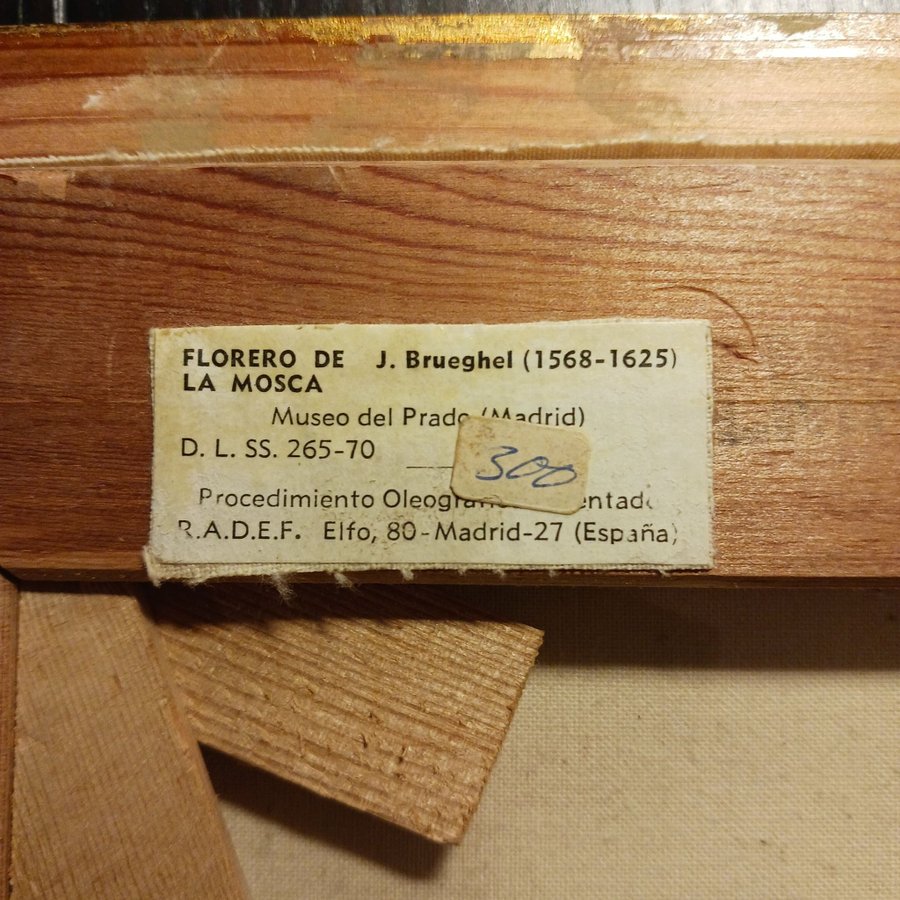 FLORERO DE J. Brueghel (1568-1625)
LA MOSCA
Museo del Prado (Madrid)
D. L. SS. 265-70
300
Procedimiento
R.A.D.E.F. Elfo, 80-Madrid-27 (España)